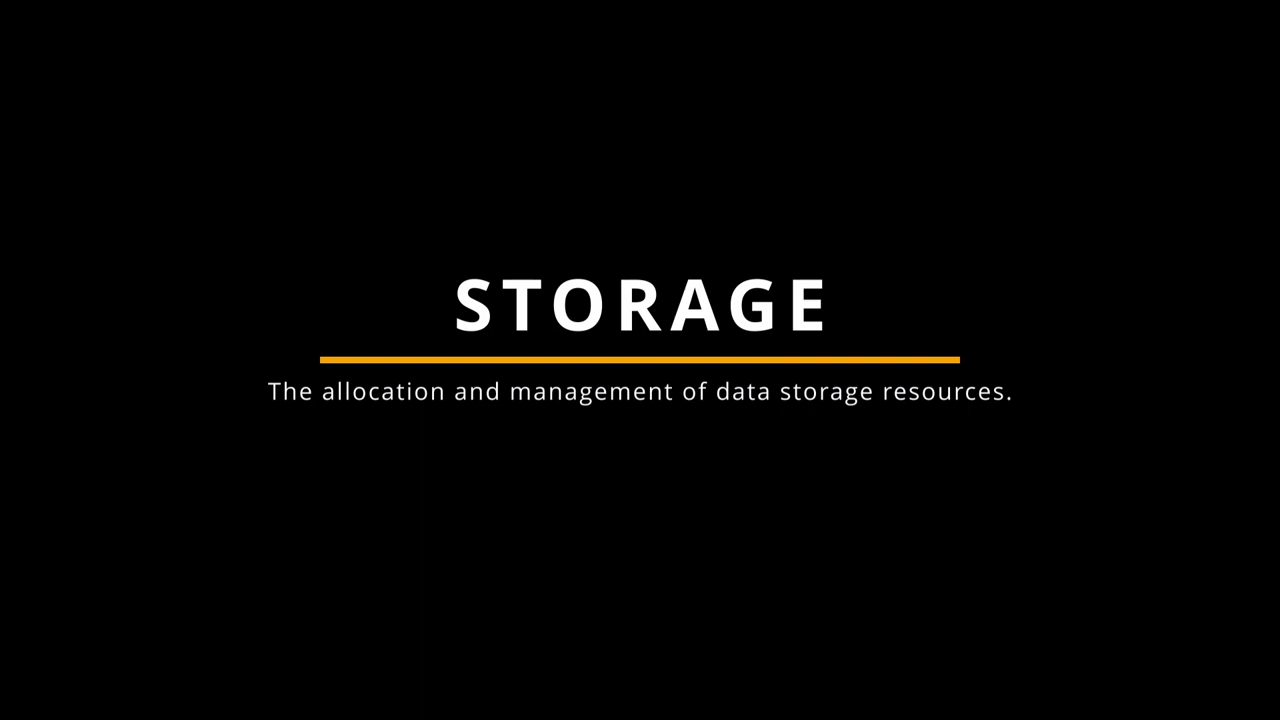 STORAGE
The allocation and management of data storage resources.